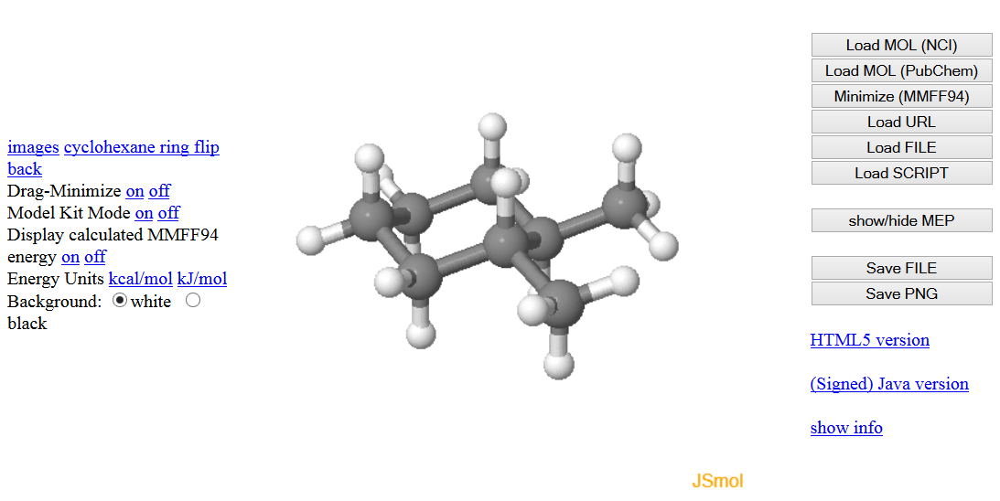 images cyclohexane ring flip
back
Drag-Minimize on off
Model Kit Mode on off
Display calculated MMFF94
energy on off
Energy Units kcal/mol kJ/mol
Background: white
black
Load MOL (NCI)
Load MOL (PubChem)
Minimize (MMFF94)
Load URL
Load FILE
Load SCRIPT
show/hide MEP
Save FILE
Save PNG
HTML5 version
(Signed) Java version
show info
JSmol